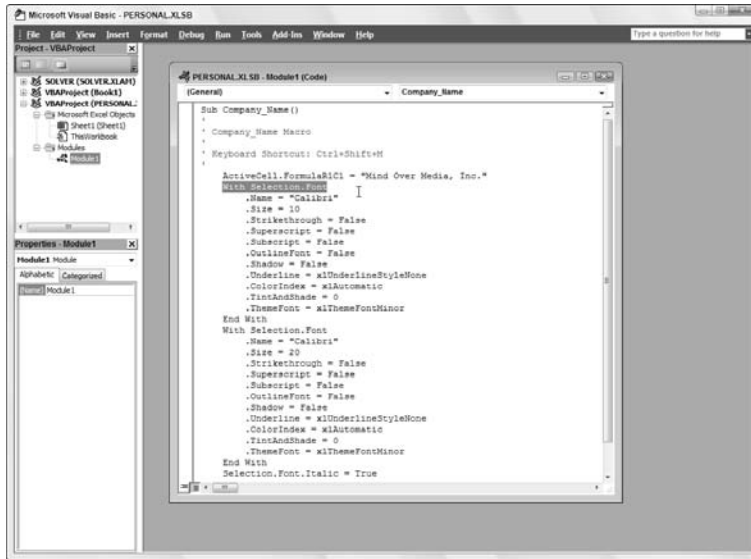 Microsoft Visual Basic - PERSONAL.XLSB
File Edit View Insert Format Debug Run Tools Add-Ins Window Help
Type a question for help
Project - VBAProject
SOLVER (SOLVER.XLAM)
VBAProject (Book1)
VBAProject (PERSONAL.
Microsoft Excel Objects
Sheet1 (Sheet1)
ThisWorkbook
Modules
Module1
Properties - Module1
Module1 Module
Alphabetic Categorized
(Name) Module1
PERSONAL.XLSB - Module1 (Code)
(General) Company_Name
Sub Company_Name()
'
' Company_Name Macro
'
' Keyboard Shortcut: Ctrl+Shift+M
'
ActiveCell.FormulaR1C1 = "Mind Over Media, Inc."
With Selection.Font
.Name = "Calibri"
.Size = 10
.Strikethrough = False
.Superscript = False
.Subscript = False
.OutlineFont = False
.Shadow = False
.Underline = xlUnderlineStyleNone
.ColorIndex = xlAutomatic
.TintAndShade = 0
.ThemeFont = xlThemeFontMinor
End With
With Selection.Font
.Name = "Calibri"
.Size = 20
.Strikethrough = False
.Superscript = False
.Subscript = False
.OutlineFont = False
.Shadow = False
.Underline = xlUnderlineStyleNone
.ColorIndex = xlAutomatic
.TintAndShade = 0
.ThemeFont = xlThemeFontMinor
End With
Selection.Font.Italic = True